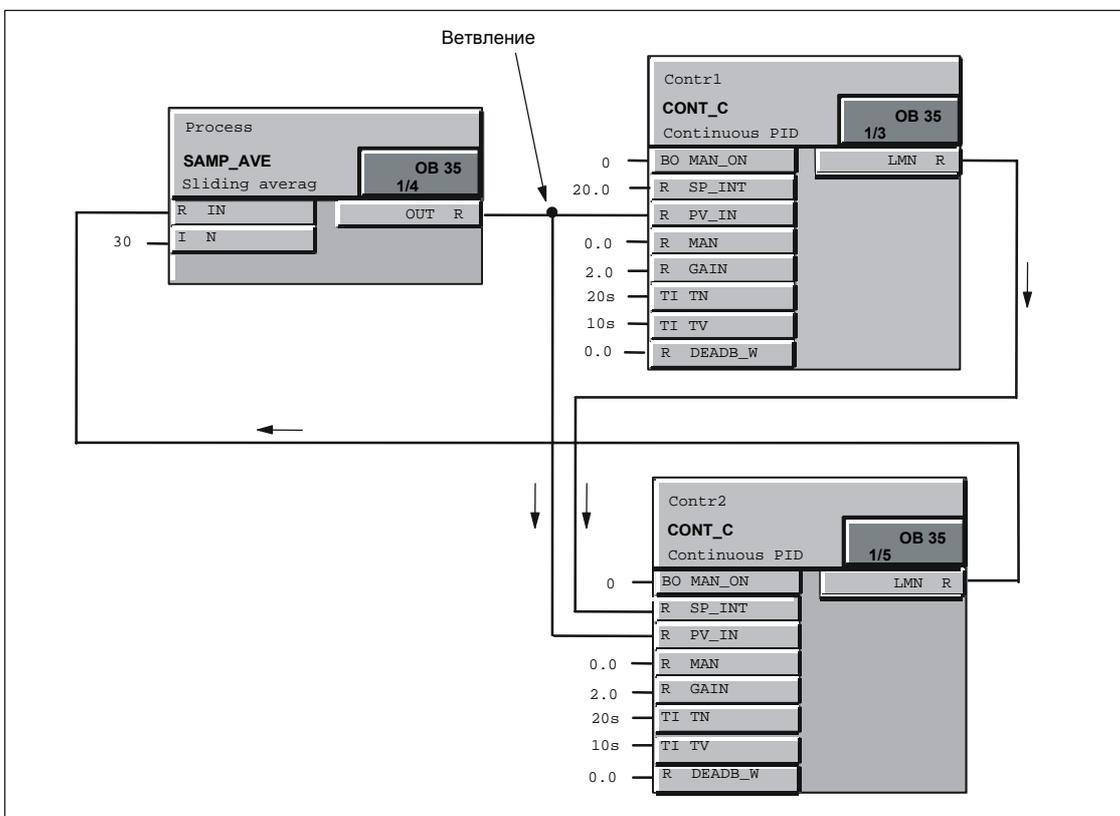 Ветвление
Process
SAMP_AVE
Sliding averag
OB 35
1/4
R IN
OUT R
30
I N
Contr1
CONT_C
Continuous PID
OB 35
1/3
0
BO MAN_ON
LMN R
20.0
R SP_INT
R PV_IN
0.0
R MAN
2.0
R GAIN
20s
TI TN
10s
TI TV
0.0
R DEADB_W
Contr2
CONT_C
Continuous PID
OB 35
1/5
0
BO MAN_ON
LMN R
R SP_INT
R PV_IN
0.0
R MAN
2.0
R GAIN
20s
TI TN
10s
TI TV
0.0
R DEADB_W